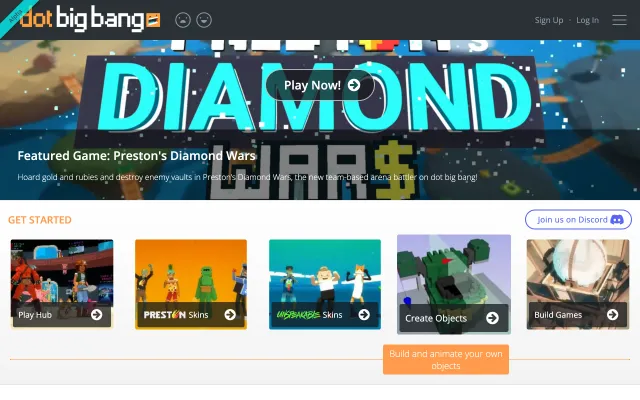 Alpha
dot big bang
Sign Up · Log In
PRESTON'S
DIAMOND
Play Now!
WAR$
Featured Game: Preston's Diamond Wars
Hoard gold and rubies and destroy enemy vaults in Preston's Diamond Wars, the new team-based arena battler on dot big bang!
GET STARTED
Join us on Discord
Play Hub
PRESTON Skins
UNSPEAKABLE Skins
Create Objects
Build Games
Build and animate your own
objects